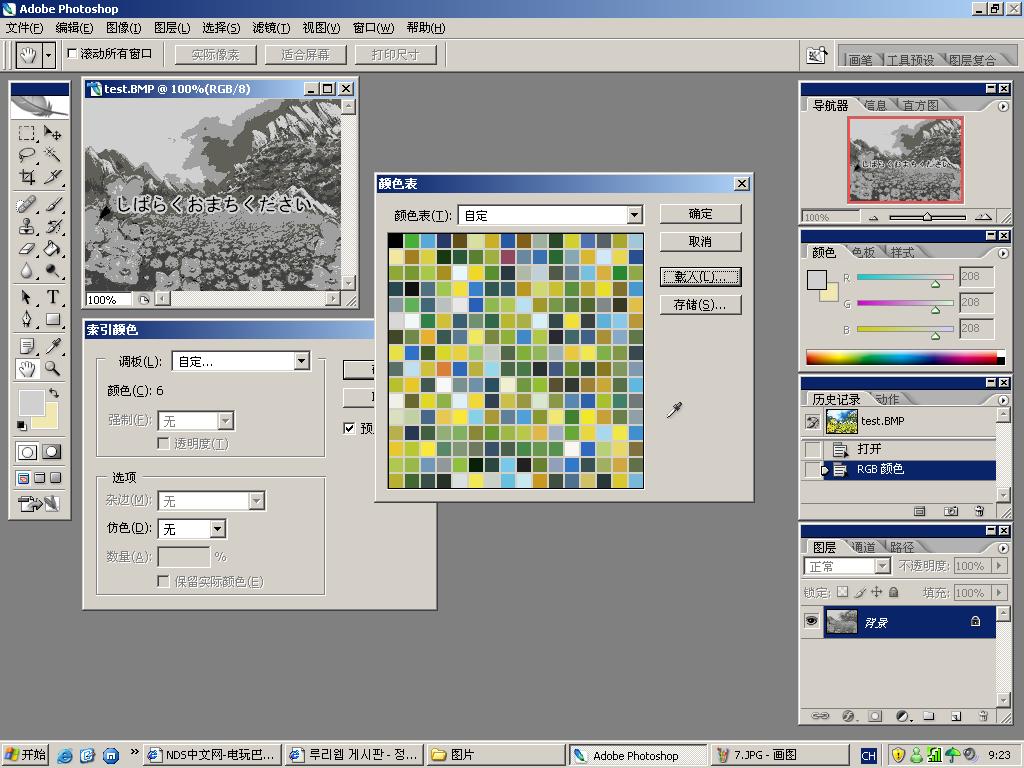 Adobe Photoshop
文件(F) 编辑(E) 图像(I) 图层(L) 选择(S) 滤镜(T) 视图(V) 窗口(W) 帮助(H)
滚动所有窗口 实际像素 适合屏幕 打印尺寸 画笔 工具预设 图层复合
test.BMP @ 100%(RGB/8)
しばらくおまちください
100%
导航器 信息 直方图
しばらくおまちください
100%
颜色 色板 样式
R 208
G 208
B 208
历史记录 动作
test.BMP
打开
RGB 颜色
图层 通道 路径
正常 不透明度: 100%
锁定: 填充: 100%
背景
索引颜色
调板(L): 自定...
颜色(C): 6
强制(E): 无
透明度(T)
选项
杂边(M): 无
仿色(D): 无
数量(A): %
保留实际颜色(E)
预
颜色表
颜色表(T): 自定
确定
取消
载入(L)...
存储(S)...
开始 NDS中文网-电玩巴... 루리웹 게시판 - 정... 图片 Adobe Photoshop 7.JPG - 画图 CH 9:23